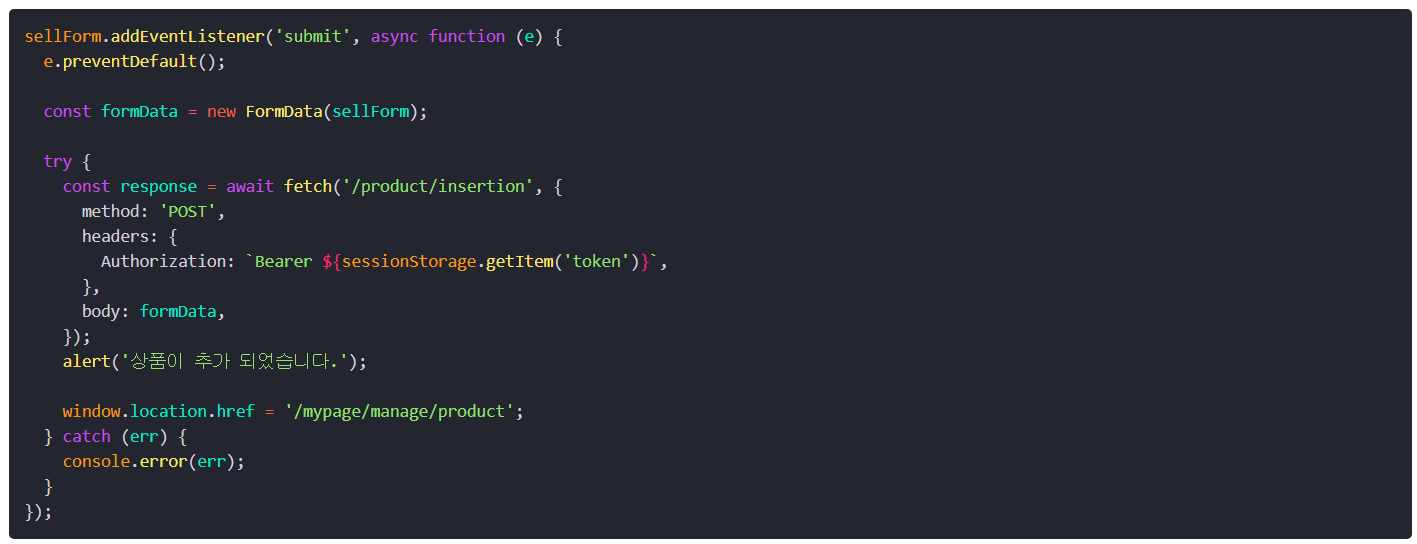 sellForm.addEventListener('submit', async function (e) {
  e.preventDefault();

  const formData = new FormData(sellForm);

  try {
    const response = await fetch('/product/insertion', {
      method: 'POST',
      headers: {
        Authorization: `Bearer ${sessionStorage.getItem('token')}`,
      },
      body: formData,
    });
    alert('상품이 추가 되었습니다.');

    window.location.href = '/mypage/manage/product';
  } catch (err) {
    console.error(err);
  }
});